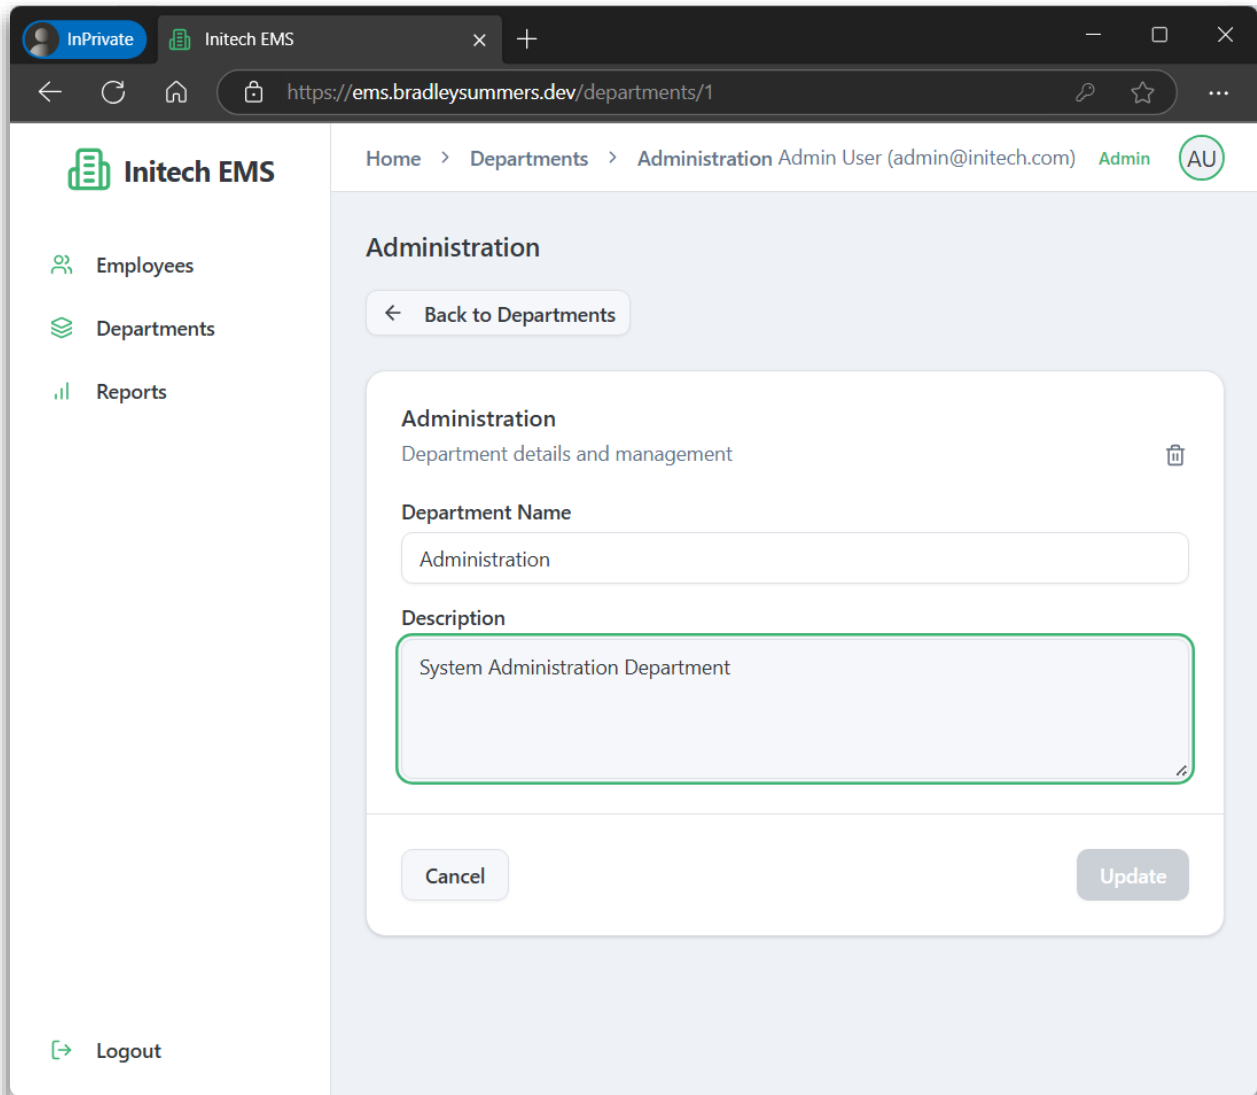 InPrivate
Initech EMS
https://ems.bradleysummers.dev/departments/1
Initech EMS
Home > Departments > Administration Admin User (admin@initech.com) Admin AU
Employees
Departments
Reports
Logout
Administration
Back to Departments
Administration
Department details and management
Department Name
Administration
Description
System Administration Department
Cancel
Update